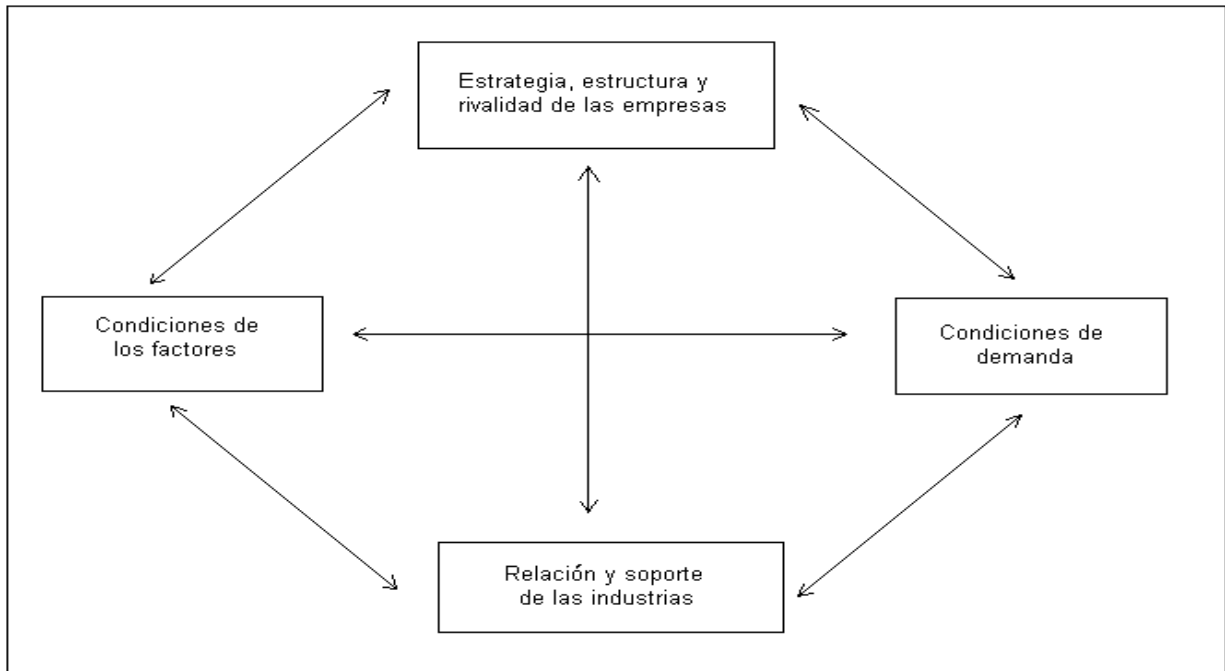 Estrategia, estructura y
rivalidad de las empresas
Condiciones de
los factores
Condiciones de
demanda
Relación y soporte
de las industrias